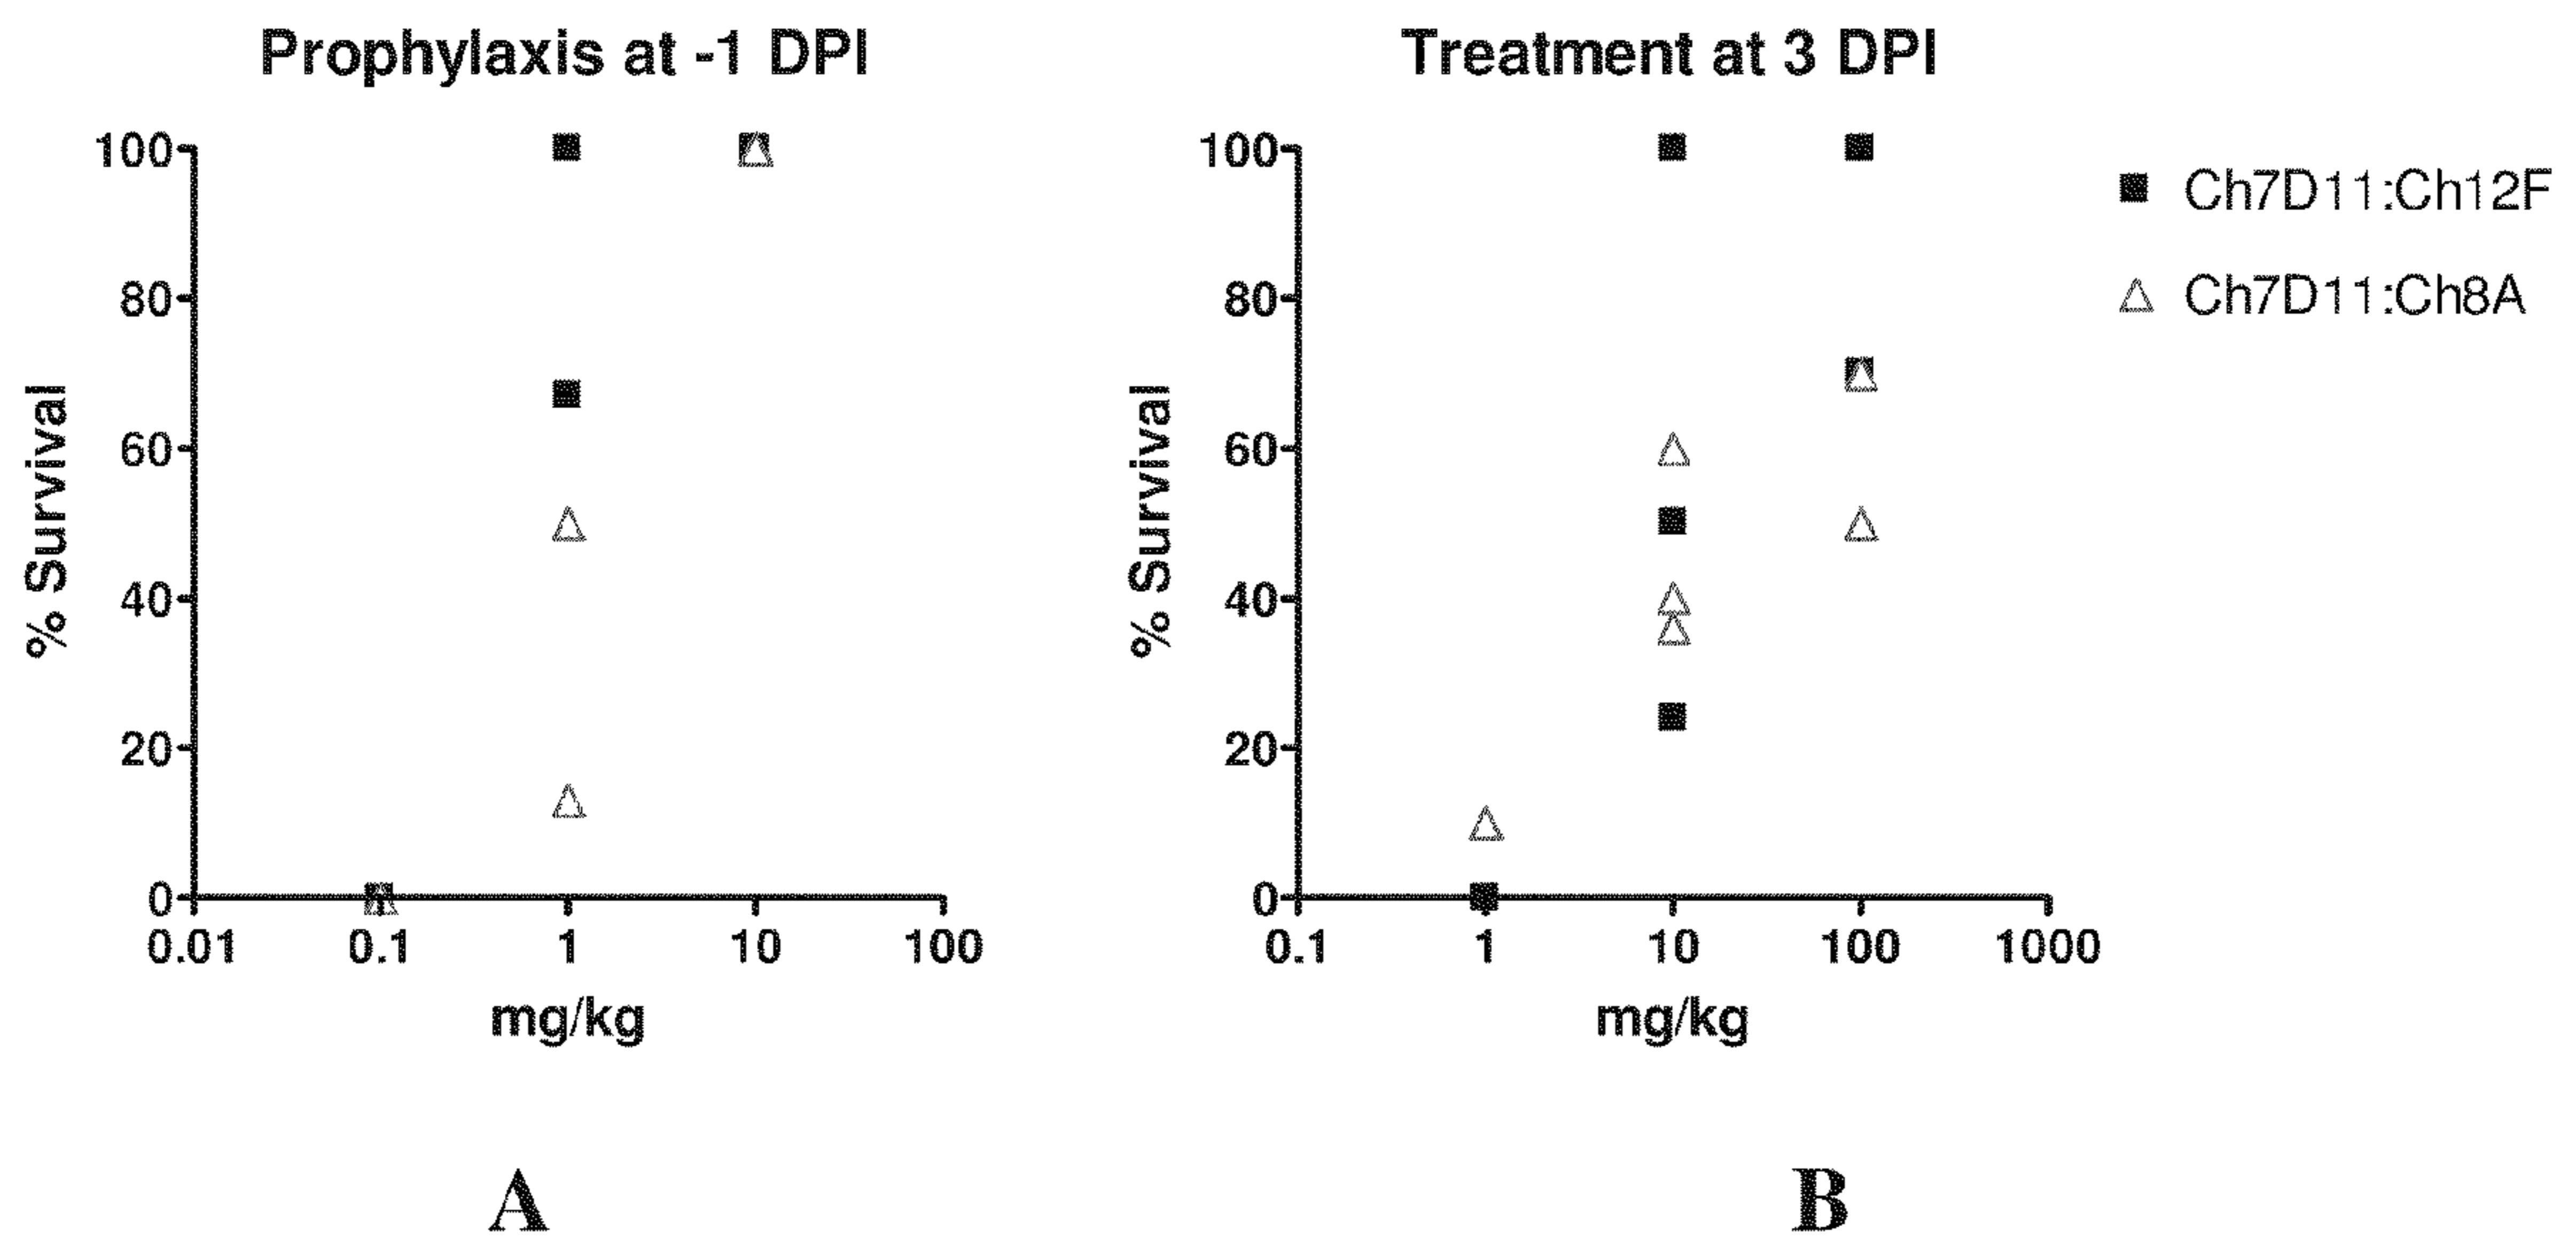 Prophylaxis at -1 DPI
100
80
60
40
20
0
% Survival
0.01 0.1 1 10 100
mg/kg
A
Treatment at 3 DPI
100
80
60
40
20
0
% Survival
0.1 1 10 100 1000
mg/kg
B
Ch7D11:Ch12F
Ch7D11:Ch8A